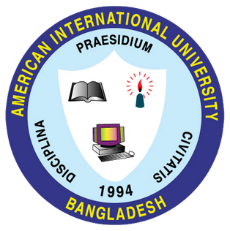 AMERICAN INTERNATIONAL UNIVERSITY
PRAESIDIUM
DISCIPLINA
CIVITATIS
1994
BANGLADESH